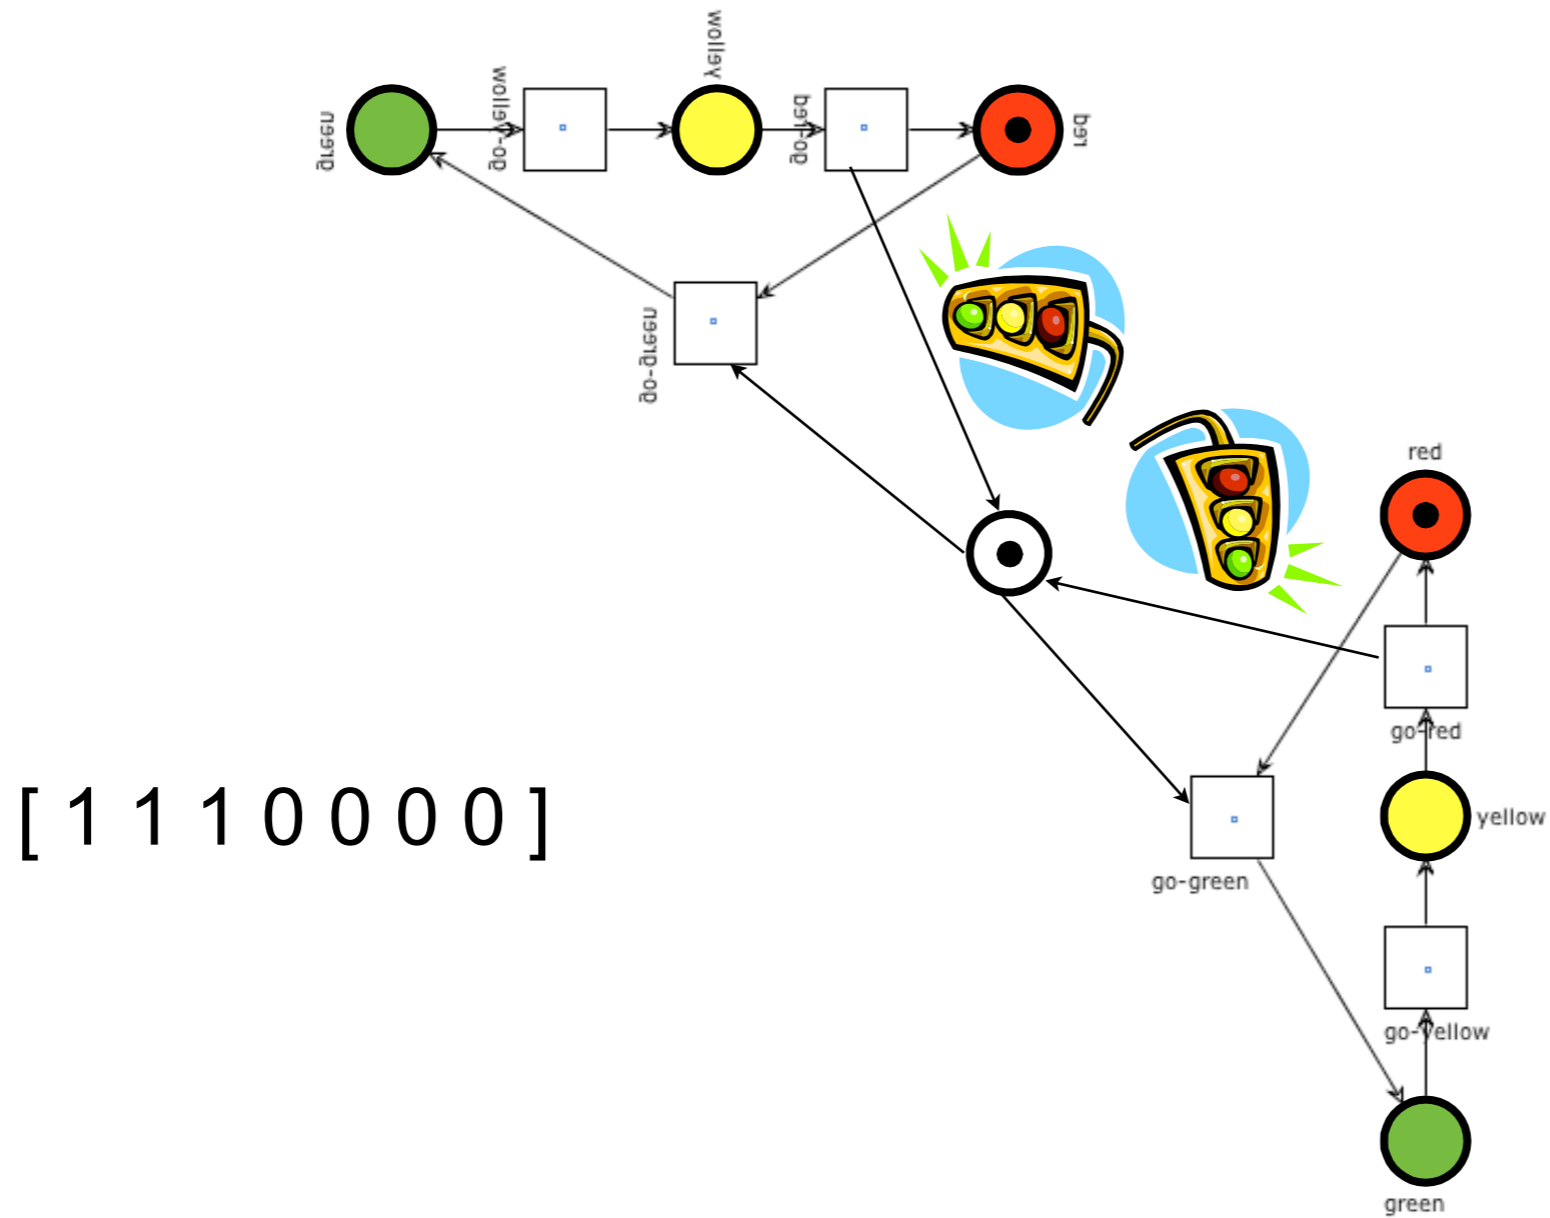 yellow
green
go-yellow
go-red
red
go-green
red
go-red
[ 1 1 1 0 0 0 0 ]
yellow
go-green
go-yellow
green